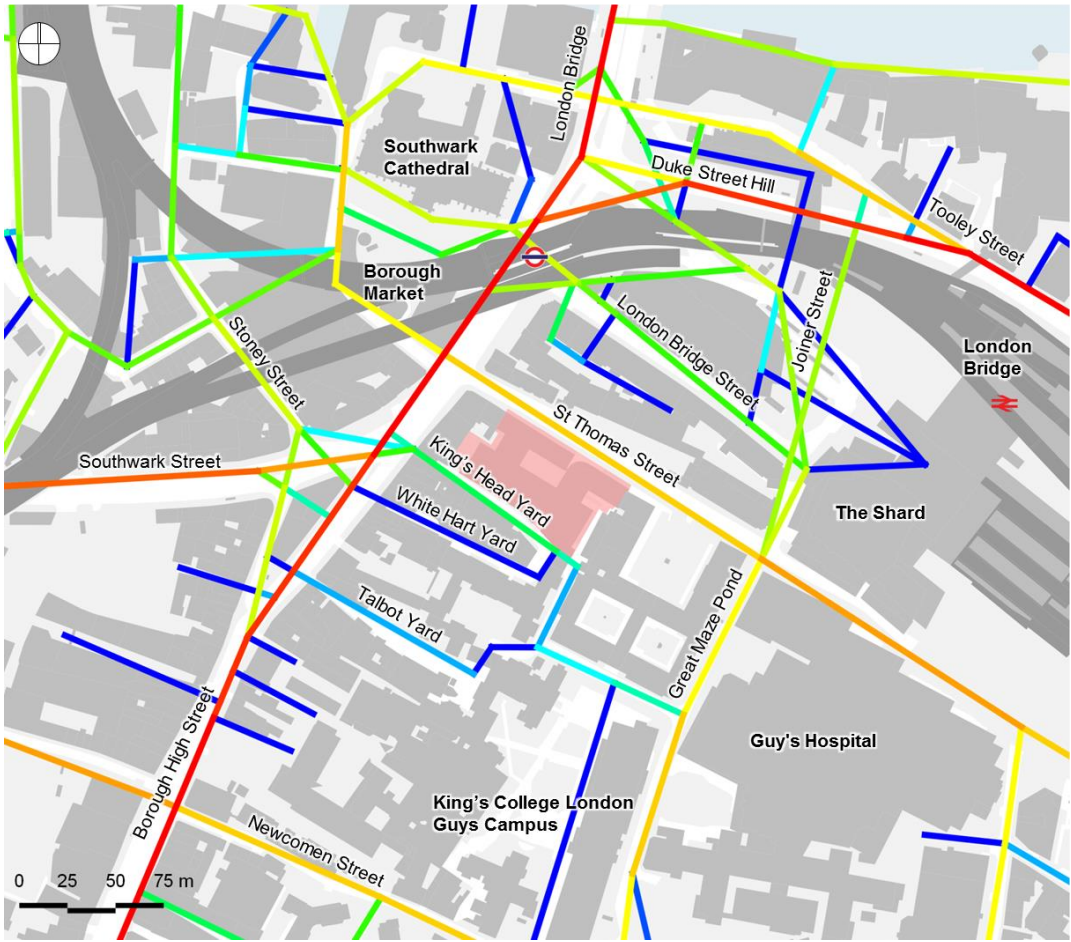 London Bridge
Southwark
Cathedral
Duke Street Hill
Tooley Street
Borough
Market
Stoney Street
London Bridge Street
Joiner Street
London
Bridge
Southwark Street
St Thomas Street
King's Head Yard
White Hart Yard
The Shard
Talbot Yard
Great Maze Pond
Borough High Street
Guy's Hospital
King's College London
Guys Campus
Newcomen Street
0 25 50 75 m